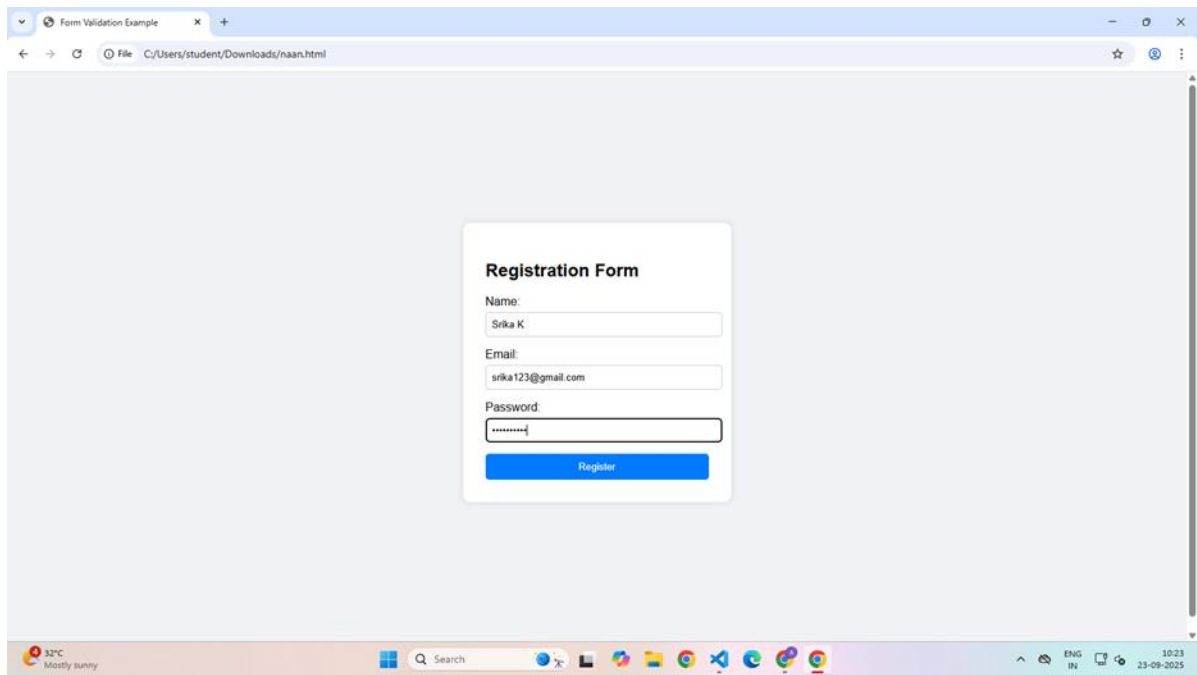 Form Validation Example
File C:/Users/student/Downloads/naan.html
Registration Form
Name:
Srika K
Email:
srika123@gmail.com
Password:
••••••••••
Register
4
32°C
Mostly sunny
Search
ENG
IN
10:23
23-09-2025